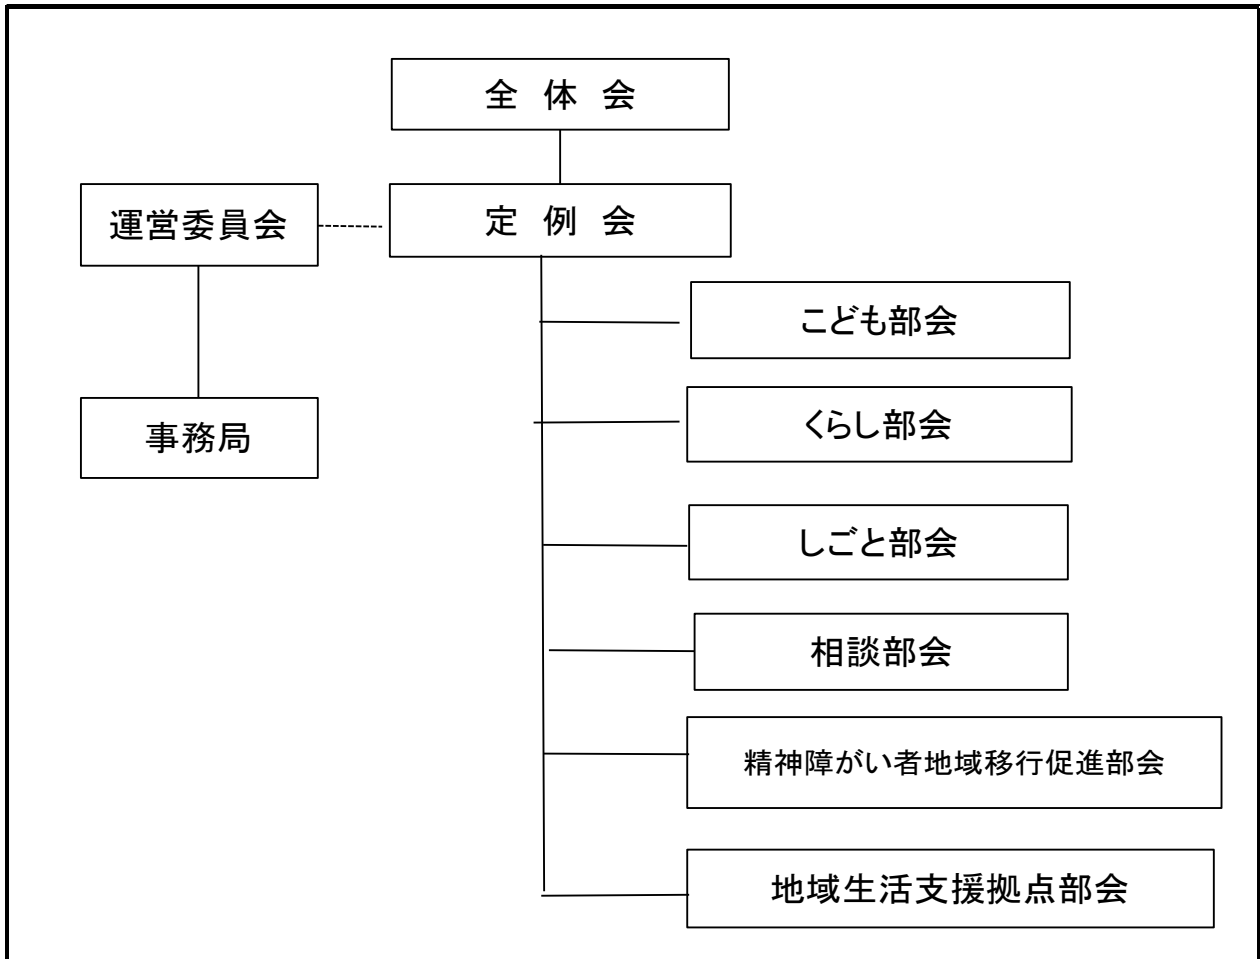 全 体 会
運営委員会
定 例 会
こども部会
くらし部会
事務局
しごと部会
相談部会
精神障がい者地域移行促進部会
地域生活支援拠点部会